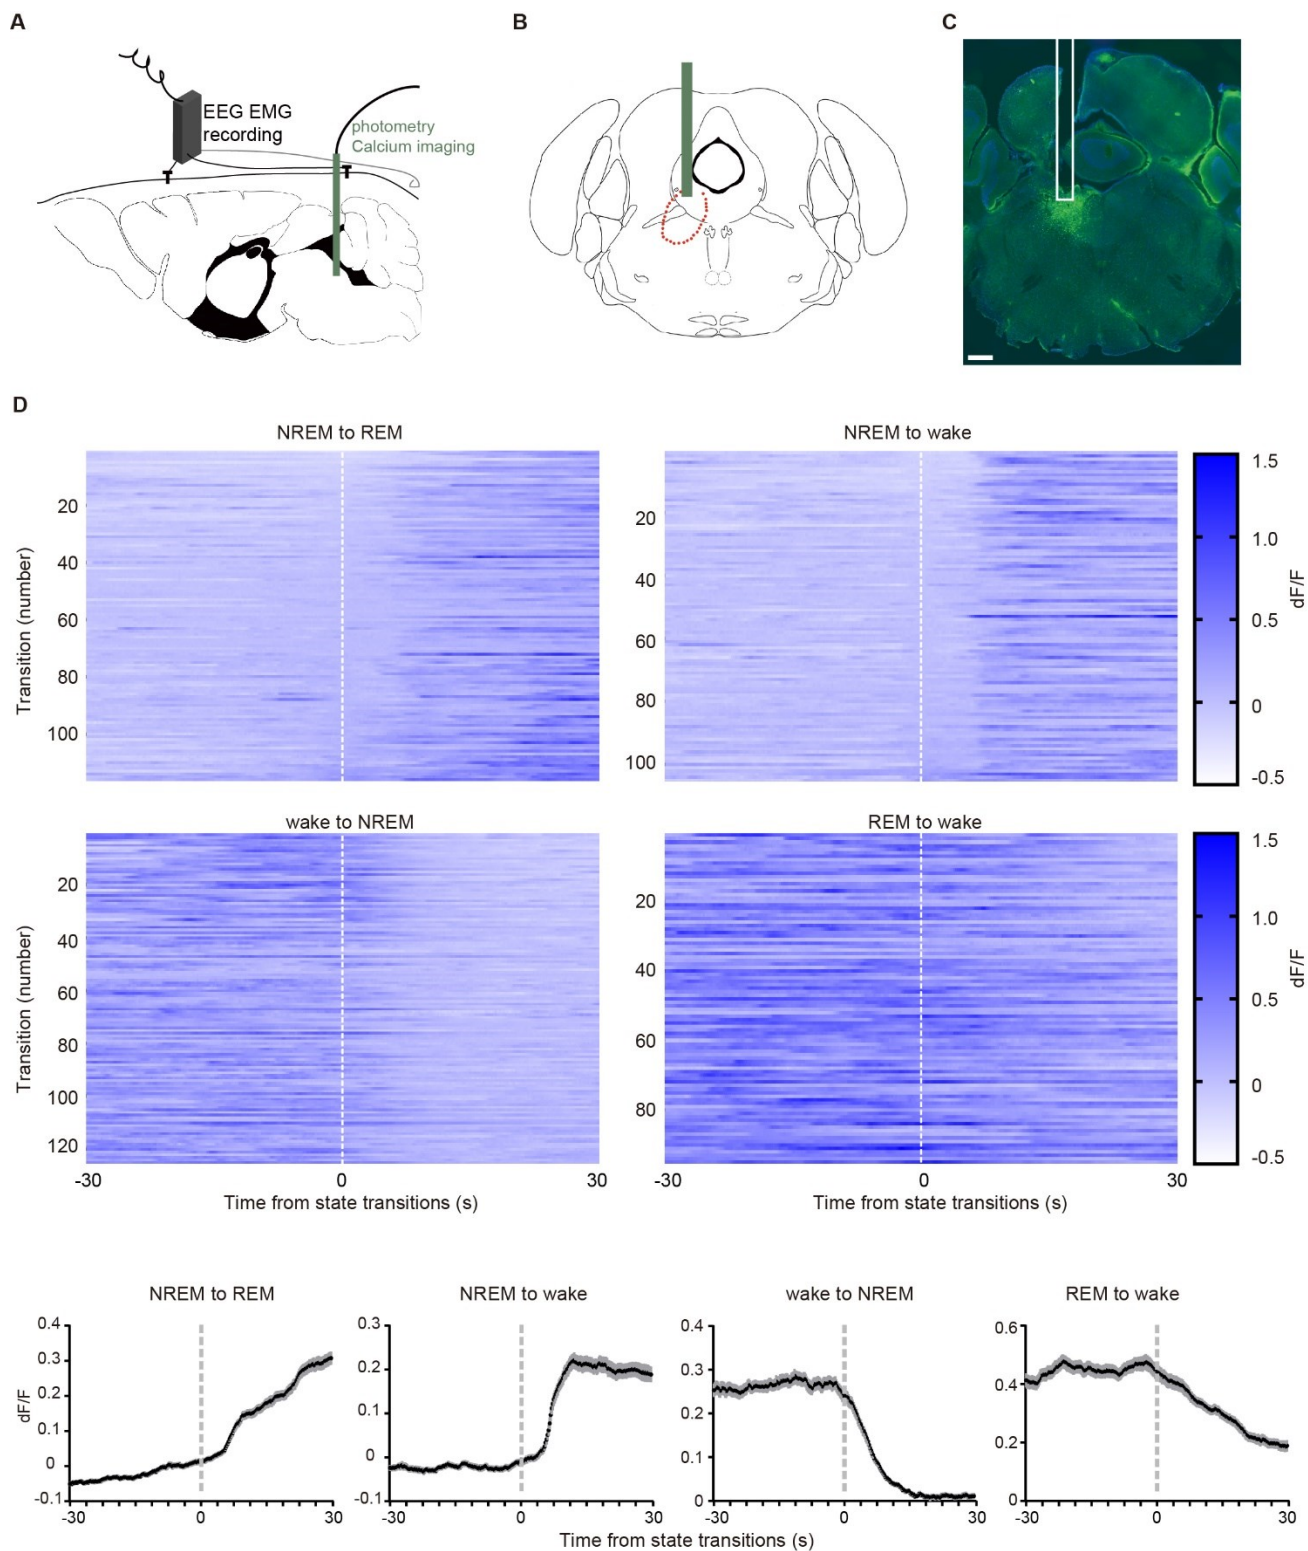 A
B
C
EEG EMG
recording
photometry
Calcium imaging
D
NREM to REM
NREM to wake
Transition (number)
20
40
60
80
100
20
40
60
80
100
1.5
1.0
0.5
0
-0.5
dF/F
wake to NREM
REM to wake
Transition (number)
20
40
60
80
100
120
20
40
60
80
1.5
1.0
0.5
0
-0.5
dF/F
-30 0 30
-30 0 30
Time from state transitions (s)
Time from state transitions (s)
NREM to REM
NREM to wake
wake to NREM
REM to wake
dF/F
0.4
0.3
0.2
0.1
0
-0.1
-30 0 30
0.3
0.2
0.1
0
-0.1
-30 0 30
0.4
0.3
0.2
0.1
0
-30 0 30
0.6
0.4
0.2
0
-30 0 30
Time from state transitions (s)